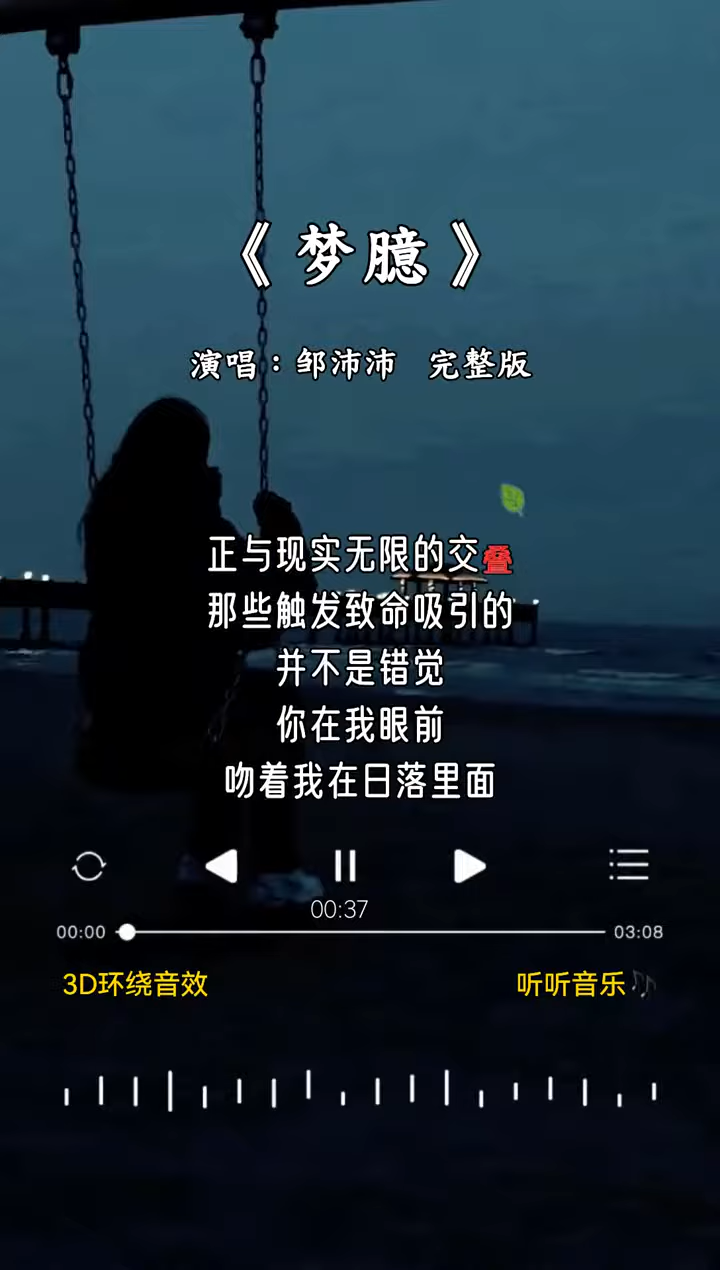 《梦臆》
演唱：邹沛沛 完整版
正与现实无限的交叠
那些触发致命吸引的
并不是错觉
你在我眼前
吻着我在日落里面
00:37
00:00 03:08
3D环绕音效 听听音乐